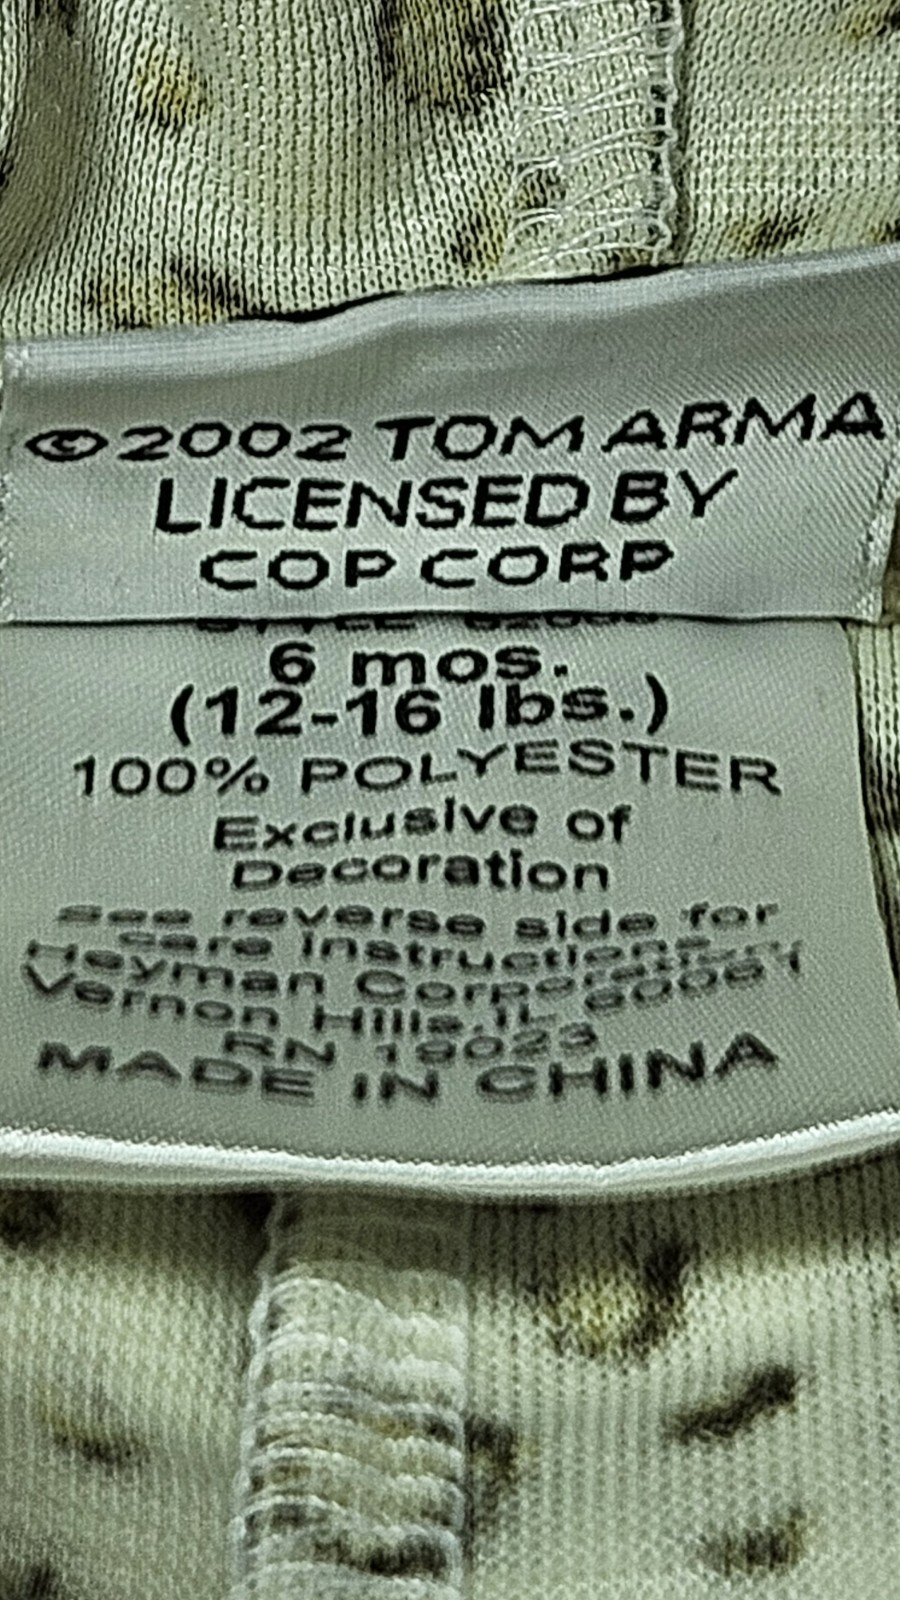 ©2002 TOM ARMA
LICENSED BY
COP CORP
6 mos.
(12-16 lbs.)
100% POLYESTER
Exclusive of
Decoration
See reverse side for
care instructions
Heyman Corporation
Vernon Hills, IL 60061
RN 19023
MADE IN CHINA